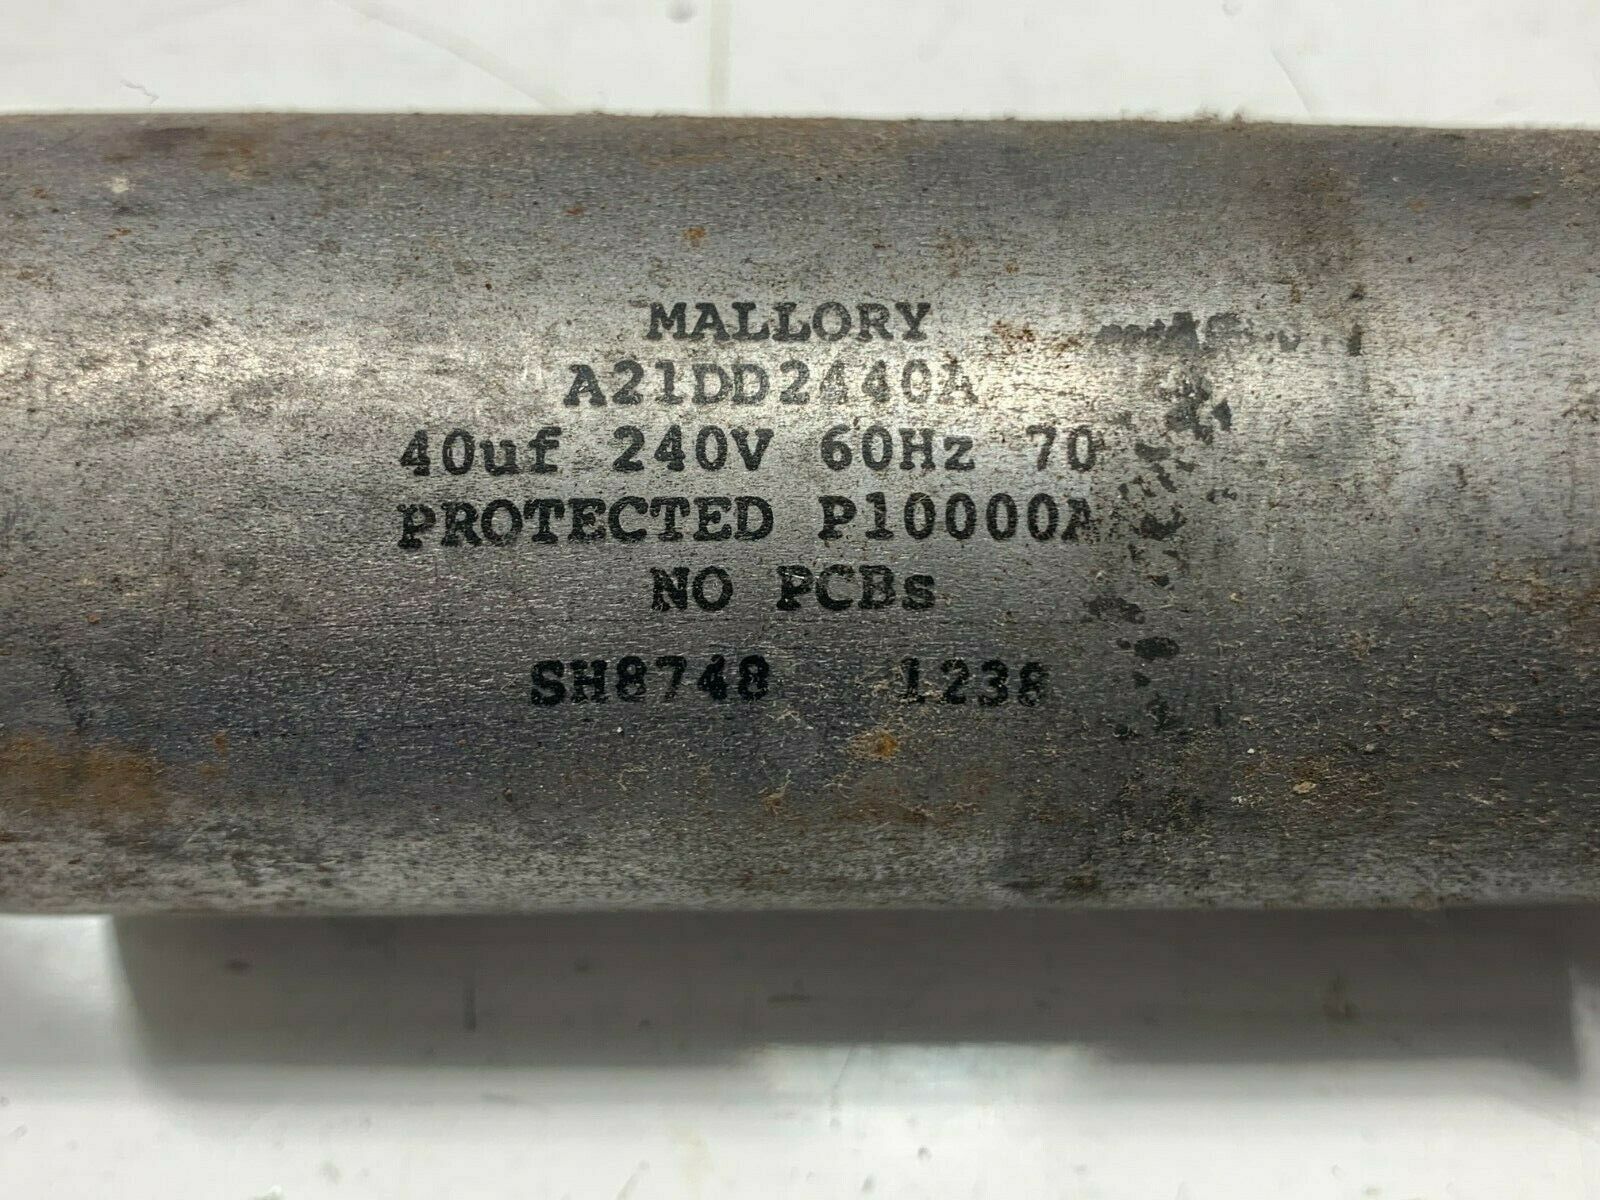 MALLORY
A21DD2440A
40uf 240V 60Hz 70
PROTECTED P10000A
NO PCBs
SH8748 1238